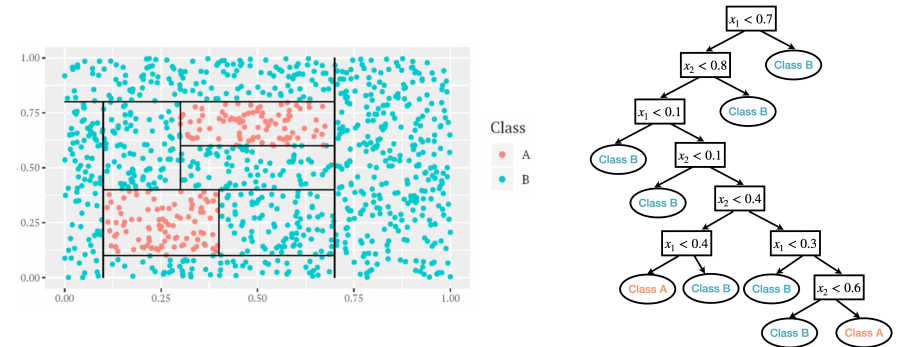 1.00
0.75
0.50
0.25
0.00
0.00
0.25
0.50
0.75
1.00
Class
A
B
x₁ < 0.7
x₂ < 0.8
Class B
x₁ < 0.1
Class B
Class B
x₂ < 0.1
Class B
x₂ < 0.4
x₁ < 0.4
x₁ < 0.3
Class A
Class B
Class B
x₂ < 0.6
Class B
Class A